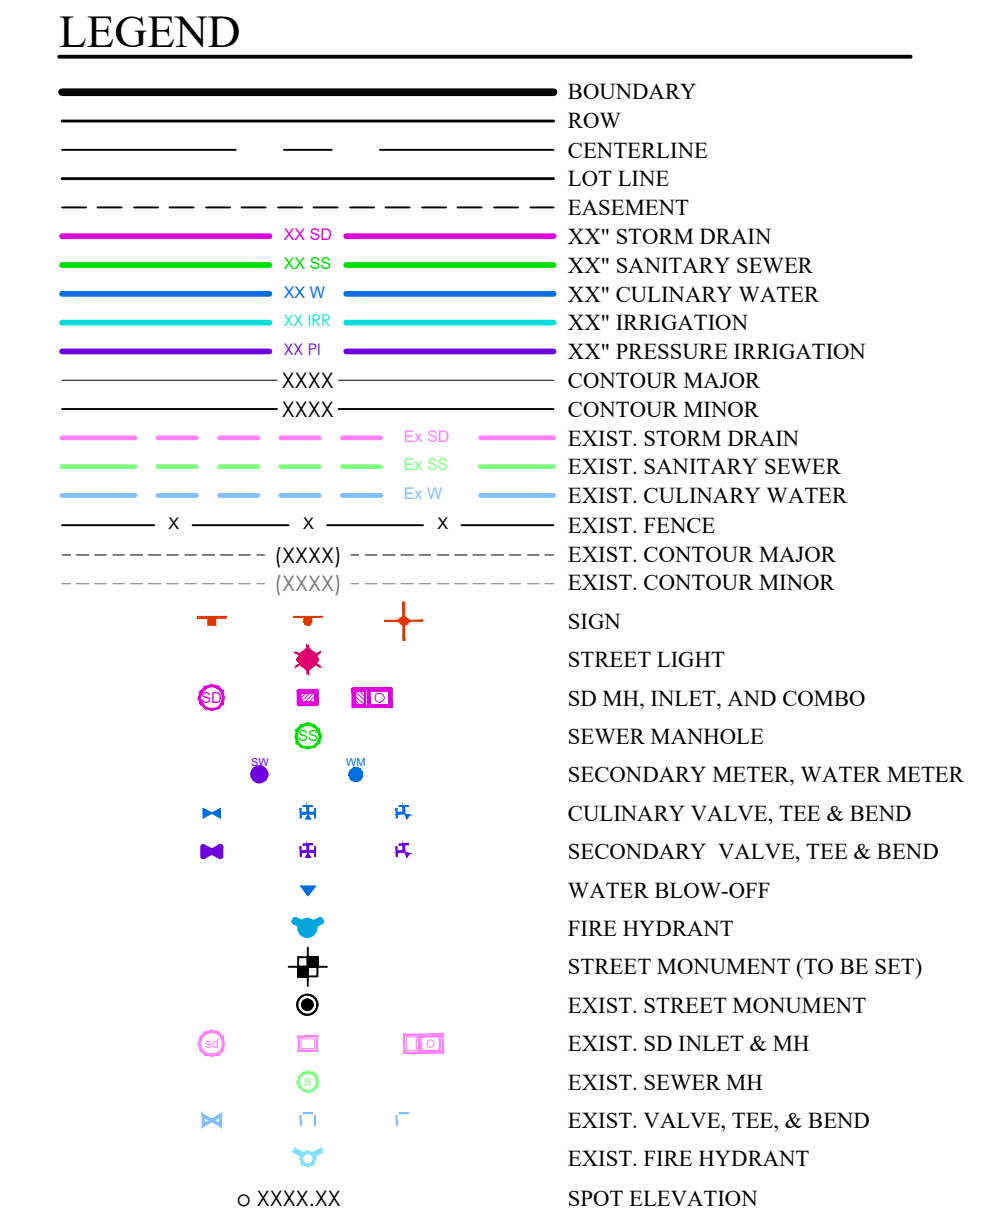 LEGEND
BOUNDARY
ROW
CENTERLINE
LOT LINE
EASEMENT
XX SD XX" STORM DRAIN
XX SS XX" SANITARY SEWER
XX W XX" CULINARY WATER
XX IRR XX" IRRIGATION
XX PI XX" PRESSURE IRRIGATION
XXXX CONTOUR MAJOR
XXXX CONTOUR MINOR
Ex SD EXIST. STORM DRAIN
Ex SS EXIST. SANITARY SEWER
Ex W EXIST. CULINARY WATER
X X X EXIST. FENCE
(XXXX) EXIST. CONTOUR MAJOR
(XXXX) EXIST. CONTOUR MINOR
SIGN
STREET LIGHT
SD SD MH, INLET, AND COMBO
SS SEWER MANHOLE
SW WM SECONDARY METER, WATER METER
CULINARY VALVE, TEE & BEND
SECONDARY VALVE, TEE & BEND
WATER BLOW-OFF
FIRE HYDRANT
STREET MONUMENT (TO BE SET)
EXIST. STREET MONUMENT
sd EXIST. SD INLET & MH
S EXIST. SEWER MH
EXIST. VALVE, TEE, & BEND
EXIST. FIRE HYDRANT
XXXX.XX SPOT ELEVATION